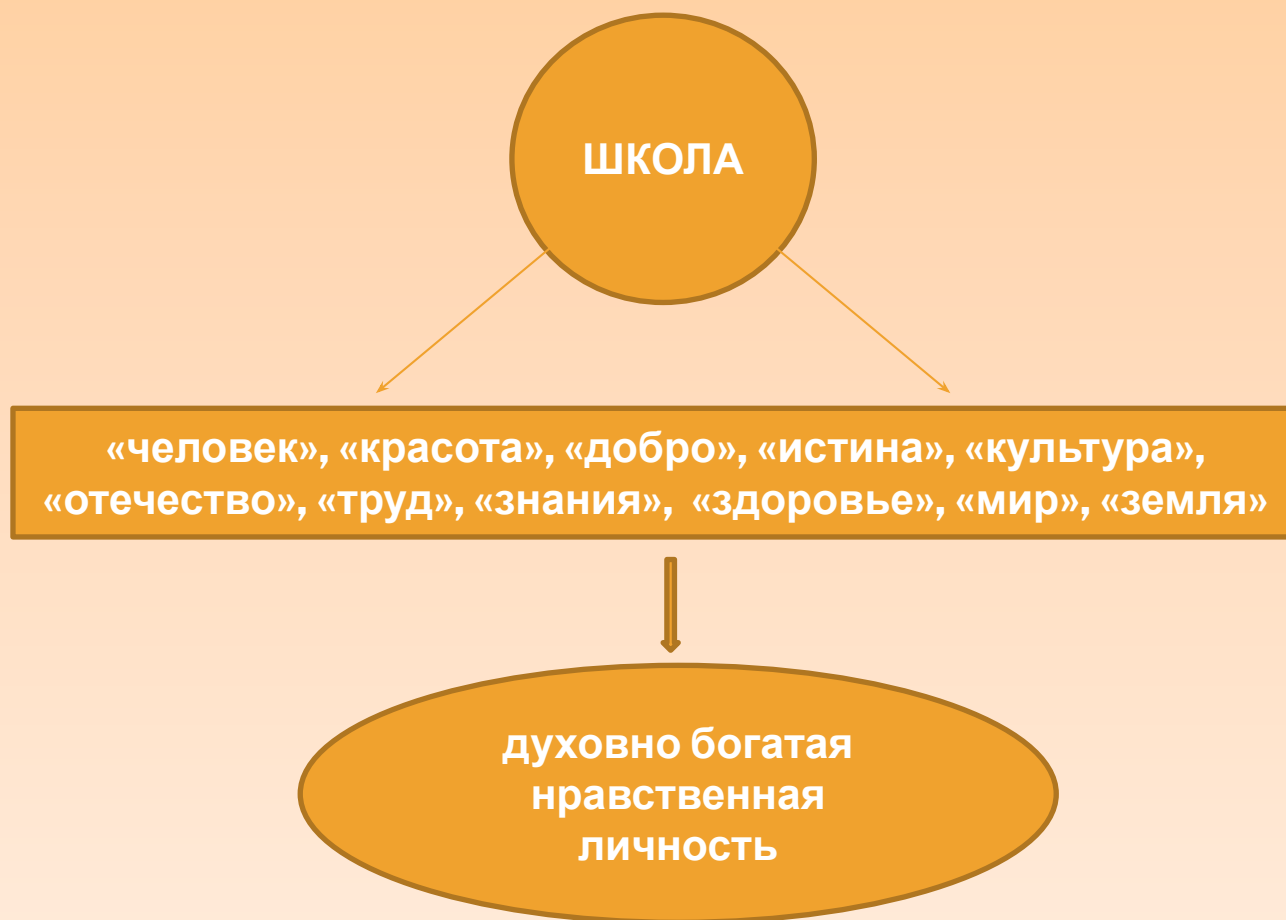 ШКОЛА
«человек», «красота», «добро», «истина», «культура»,
«отечество», «труд», «знания», «здоровье», «мир», «земля»
духовно богатая
нравственная
личность